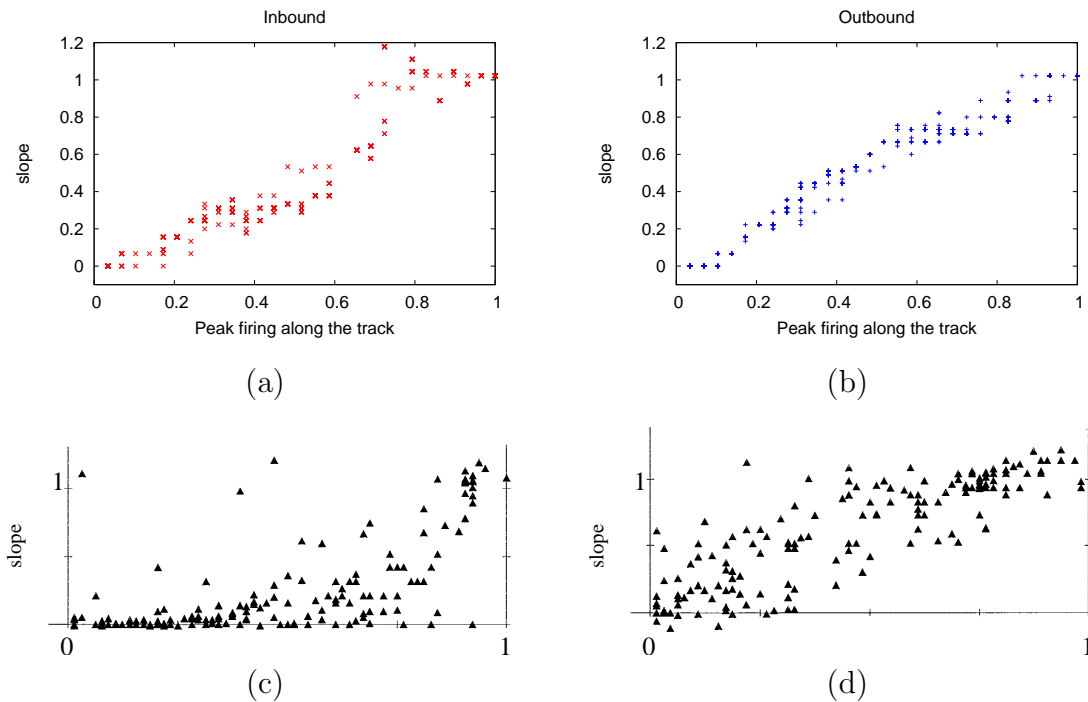 Inbound
1.2
1
0.8
0.6
0.4
0.2
0
slope
0 0.2 0.4 0.6 0.8 1
Peak firing along the track
(a)
Outbound
1.2
1
0.8
0.6
0.4
0.2
0
slope
0 0.2 0.4 0.6 0.8 1
Peak firing along the track
(b)
1
slope
0 1
(c)
1
slope
0 1
(d)